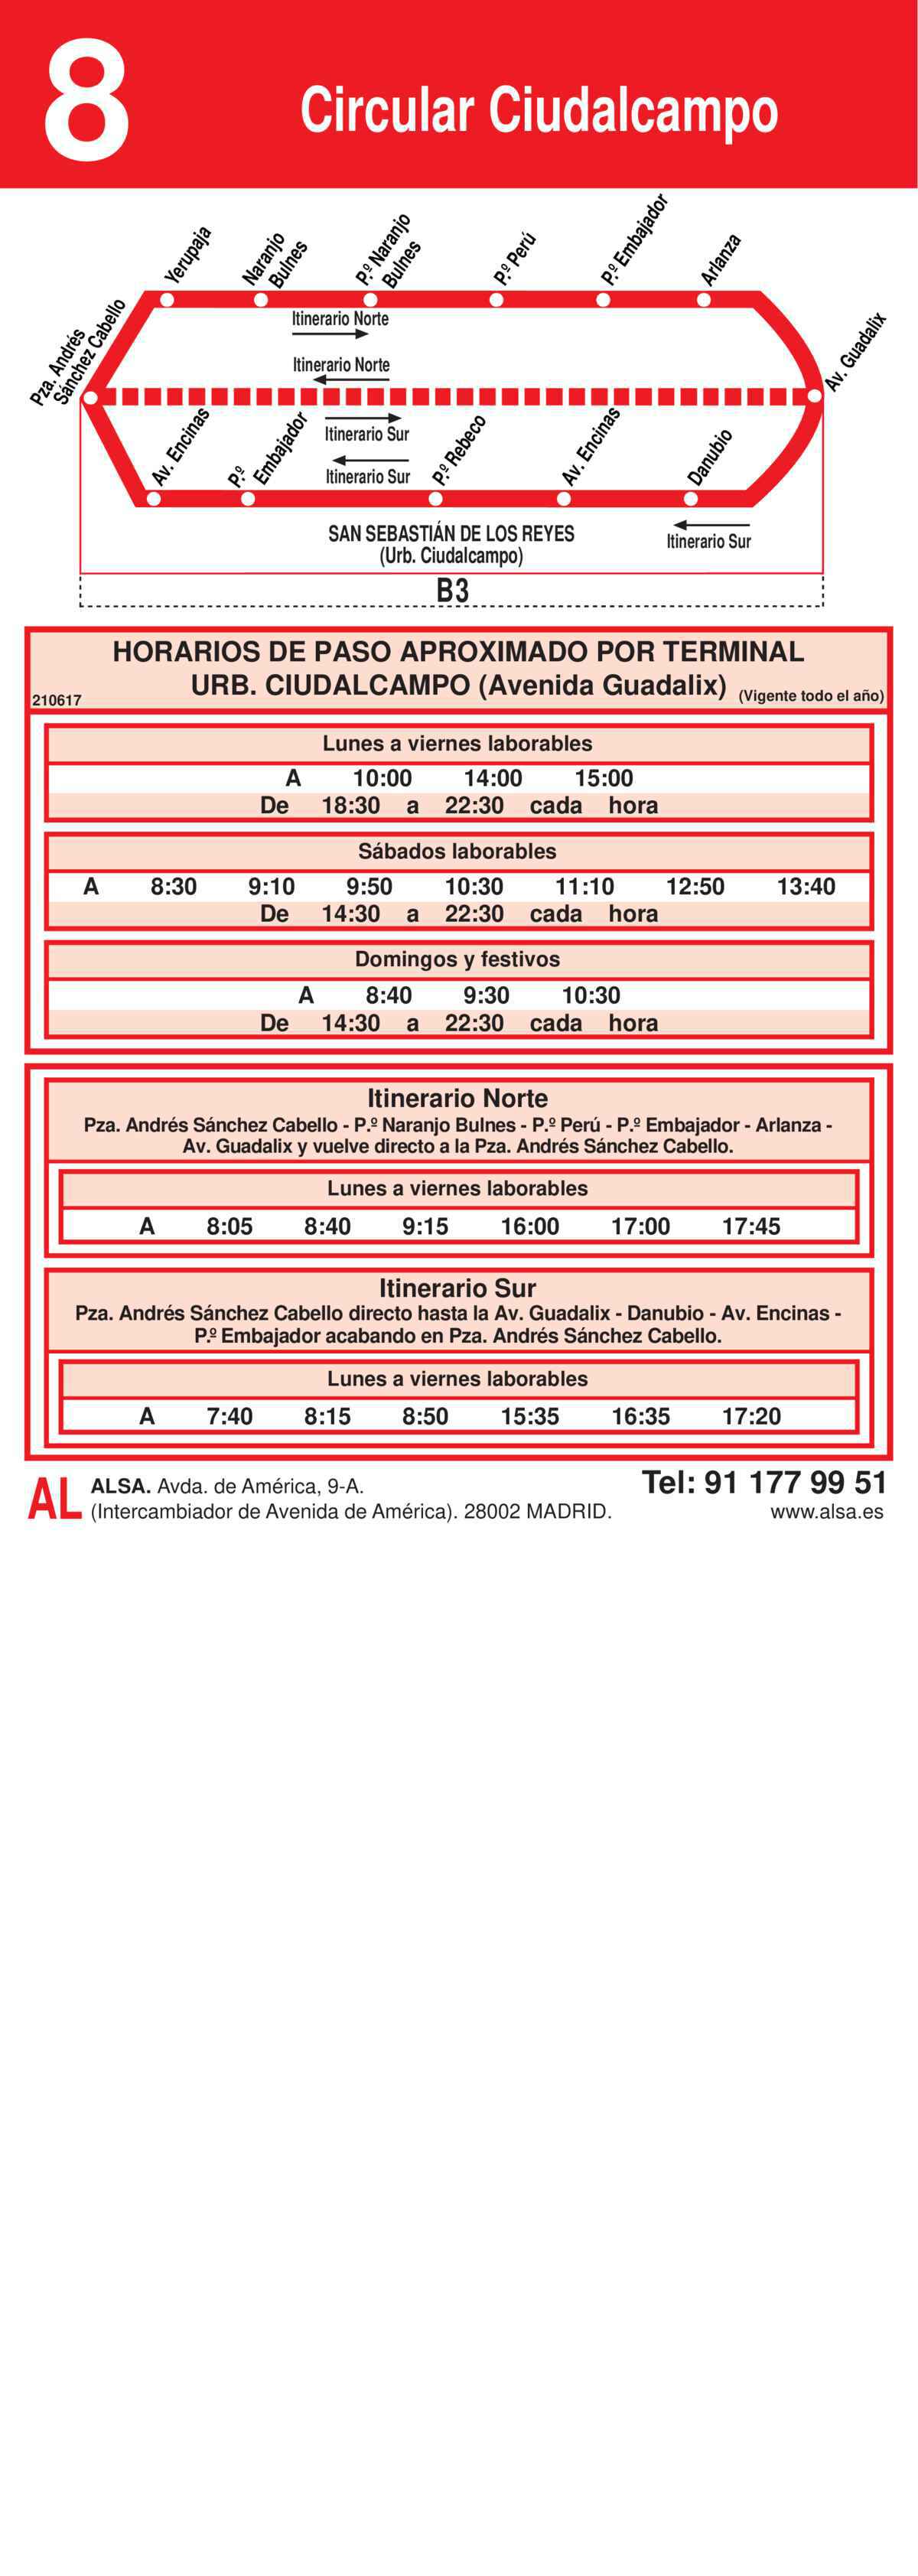 8
Circular Ciudalcampo
Yerupaja
Naranjo
Bulnes
P.º Naranjo
Bulnes
P.º Perú
P.º Embajador
Arlanza
Pza. Andrés
Sánchez Cabello
Av. Guadalix
Itinerario Norte
Itinerario Norte
Itinerario Sur
Itinerario Sur
Av. Encinas
P.º
Embajador
P.º Rebeco
Av. Encinas
Danubio
Itinerario Sur
SAN SEBASTIÁN DE LOS REYES
(Urb. Ciudalcampo)
B3
HORARIOS DE PASO APROXIMADO POR TERMINAL
URB. CIUDALCAMPO (Avenida Guadalix) (Vigente todo el año)
210617
Lunes a viernes laborables
A 10:00 14:00 15:00
De 18:30 a 22:30 cada hora
Sábados laborables
A 8:30 9:10 9:50 10:30 11:10 12:50 13:40
De 14:30 a 22:30 cada hora
Domingos y festivos
A 8:40 9:30 10:30
De 14:30 a 22:30 cada hora
Itinerario Norte
Pza. Andrés Sánchez Cabello - P.º Naranjo Bulnes - P.º Perú - P.º Embajador - Arlanza -
Av. Guadalix y vuelve directo a la Pza. Andrés Sánchez Cabello.
Lunes a viernes laborables
A 8:05 8:40 9:15 16:00 17:00 17:45
Itinerario Sur
Pza. Andrés Sánchez Cabello directo hasta la Av. Guadalix - Danubio - Av. Encinas -
P.º Embajador acabando en Pza. Andrés Sánchez Cabello.
Lunes a viernes laborables
A 7:40 8:15 8:50 15:35 16:35 17:20
AL
ALSA. Avda. de América, 9-A.
(Intercambiador de Avenida de América). 28002 MADRID.
Tel: 91 177 99 51
www.alsa.es